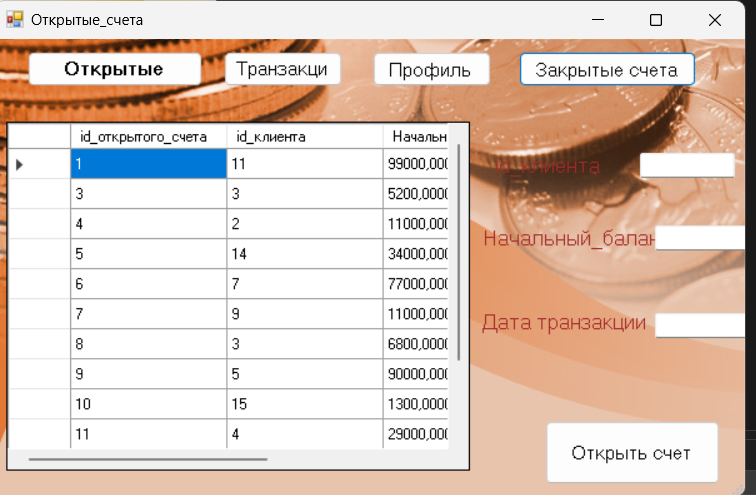 Открытые_счета
Открытые Транзакци Профиль Закрытые счета
id_открытого_счета id_клиента Начальн
1 11 99000,000
3 3 5200,0000
4 2 11000,000
5 14 34000,000
6 7 77000,000
7 9 11000,000
8 3 6800,0000
9 5 90000,000
10 15 1300,0000
11 4 29000,000
id_клиента
Начальный_балан
Дата транзакции
Открыть счет